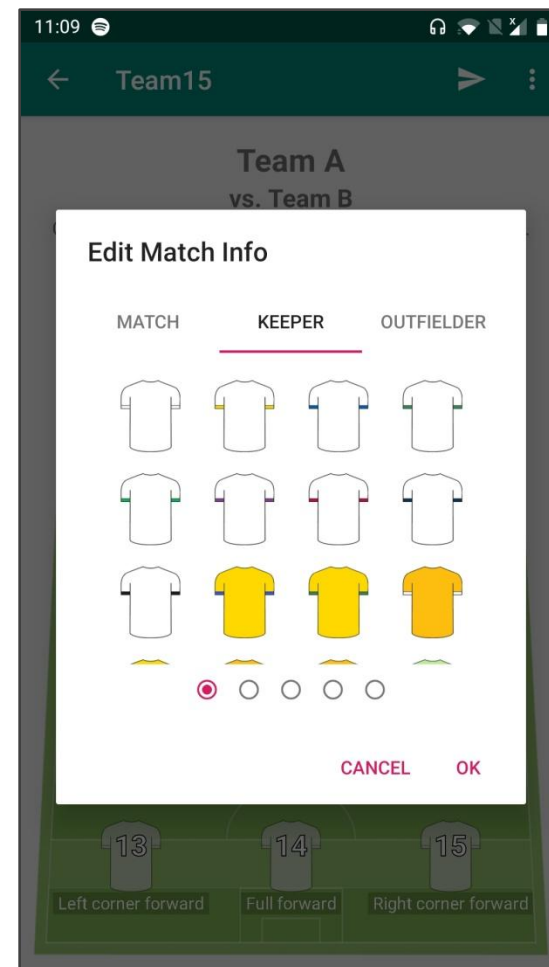 11:09
Team15
Team A
vs. Team B
Edit Match Info
MATCH KEEPER OUTFIELDER
CANCEL OK
13 14 15
Left corner forward Full forward Right corner forward